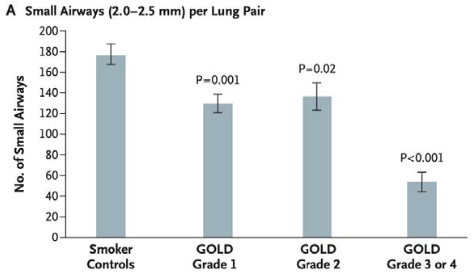 A Small Airways (2.0–2.5 mm) per Lung Pair
No. of Small Airways
200
180
160
140
120
100
80
60
40
20
0
P=0.001
P=0.02
P<0.001
Smoker
Controls
GOLD
Grade 1
GOLD
Grade 2
GOLD
Grade 3 or 4